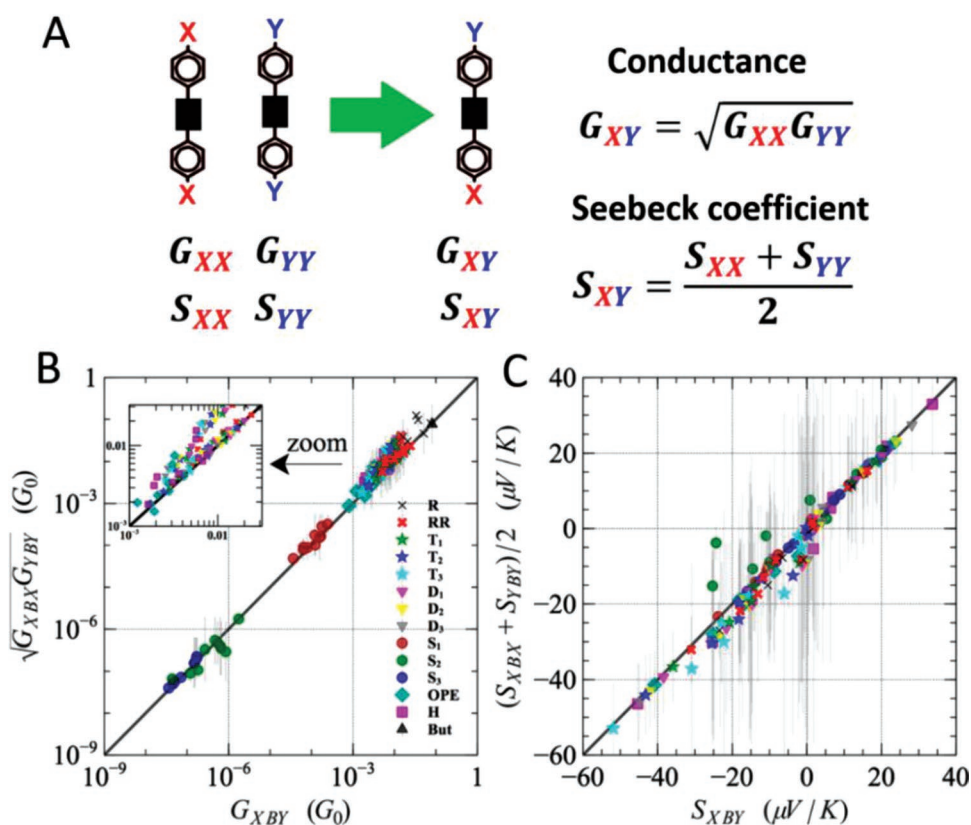 A
X Y Y
X Y X
Conductance
G_XY = √G_XX G_YY
Seebeck coefficient
S_XY = (S_XX + S_YY) / 2
G_XX G_YY G_XY
S_XX S_YY S_XY
B
√G_XBX G_YBY (G_0)
1
10^-3
10^-6
10^-9
0.01
10^-3
10^-3 0.01
zoom
R
RR
T_1
T_2
T_3
D_1
D_2
D_3
S_1
S_2
S_3
OPE
H
But
10^-9 10^-6 10^-3 1
G_XBY (G_0)
C
(S_XBX + S_YBY)/2 (μV/K)
40
20
0
−20
−40
−60
−60 −40 −20 0 20 40
S_XBY (μV/K)